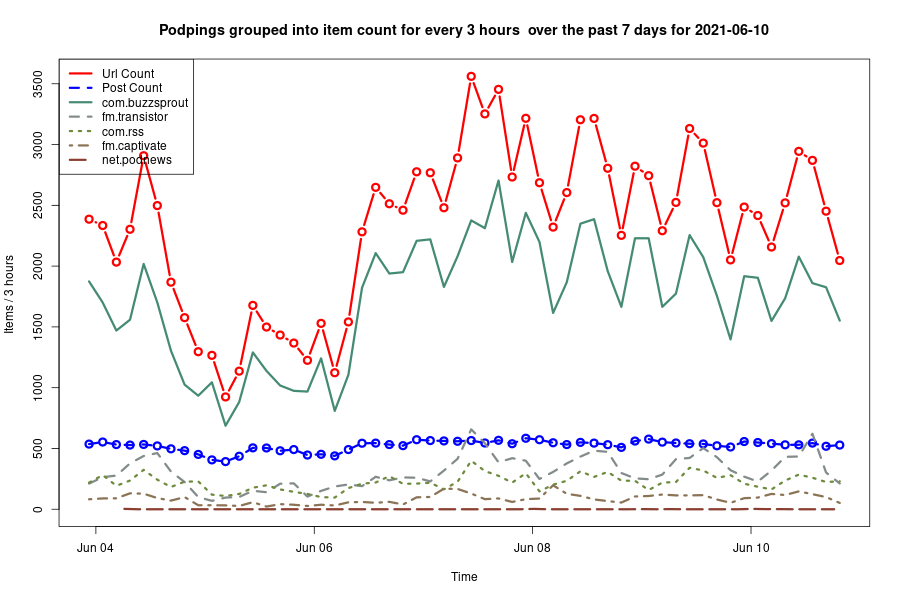 Podpings grouped into item count for every 3 hours  over the past 7 days for 2021-06-10
Url Count
Post Count
com.buzzsprout
fm.transistor
com.rss
fm.captivate
net.podnews
Items / 3 hours
3500
3000
2500
2000
1500
1000
500
0
Jun 04
Jun 06
Jun 08
Jun 10
Time